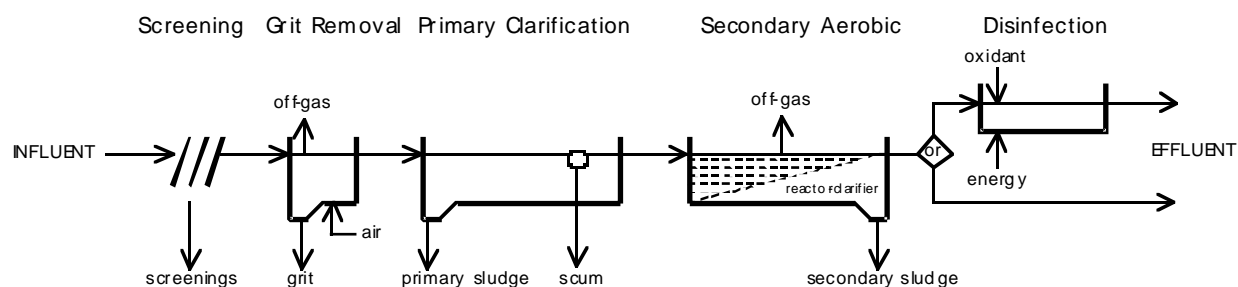 Screening Grit Removal Primary Clarification Secondary Aerobic Disinfection
oxidant
off-gas
off-gas
INFLUENT
or
EFFLUENT
reactor-clarifier
energy
air
screenings
grit
primary sludge
scum
secondary sludge